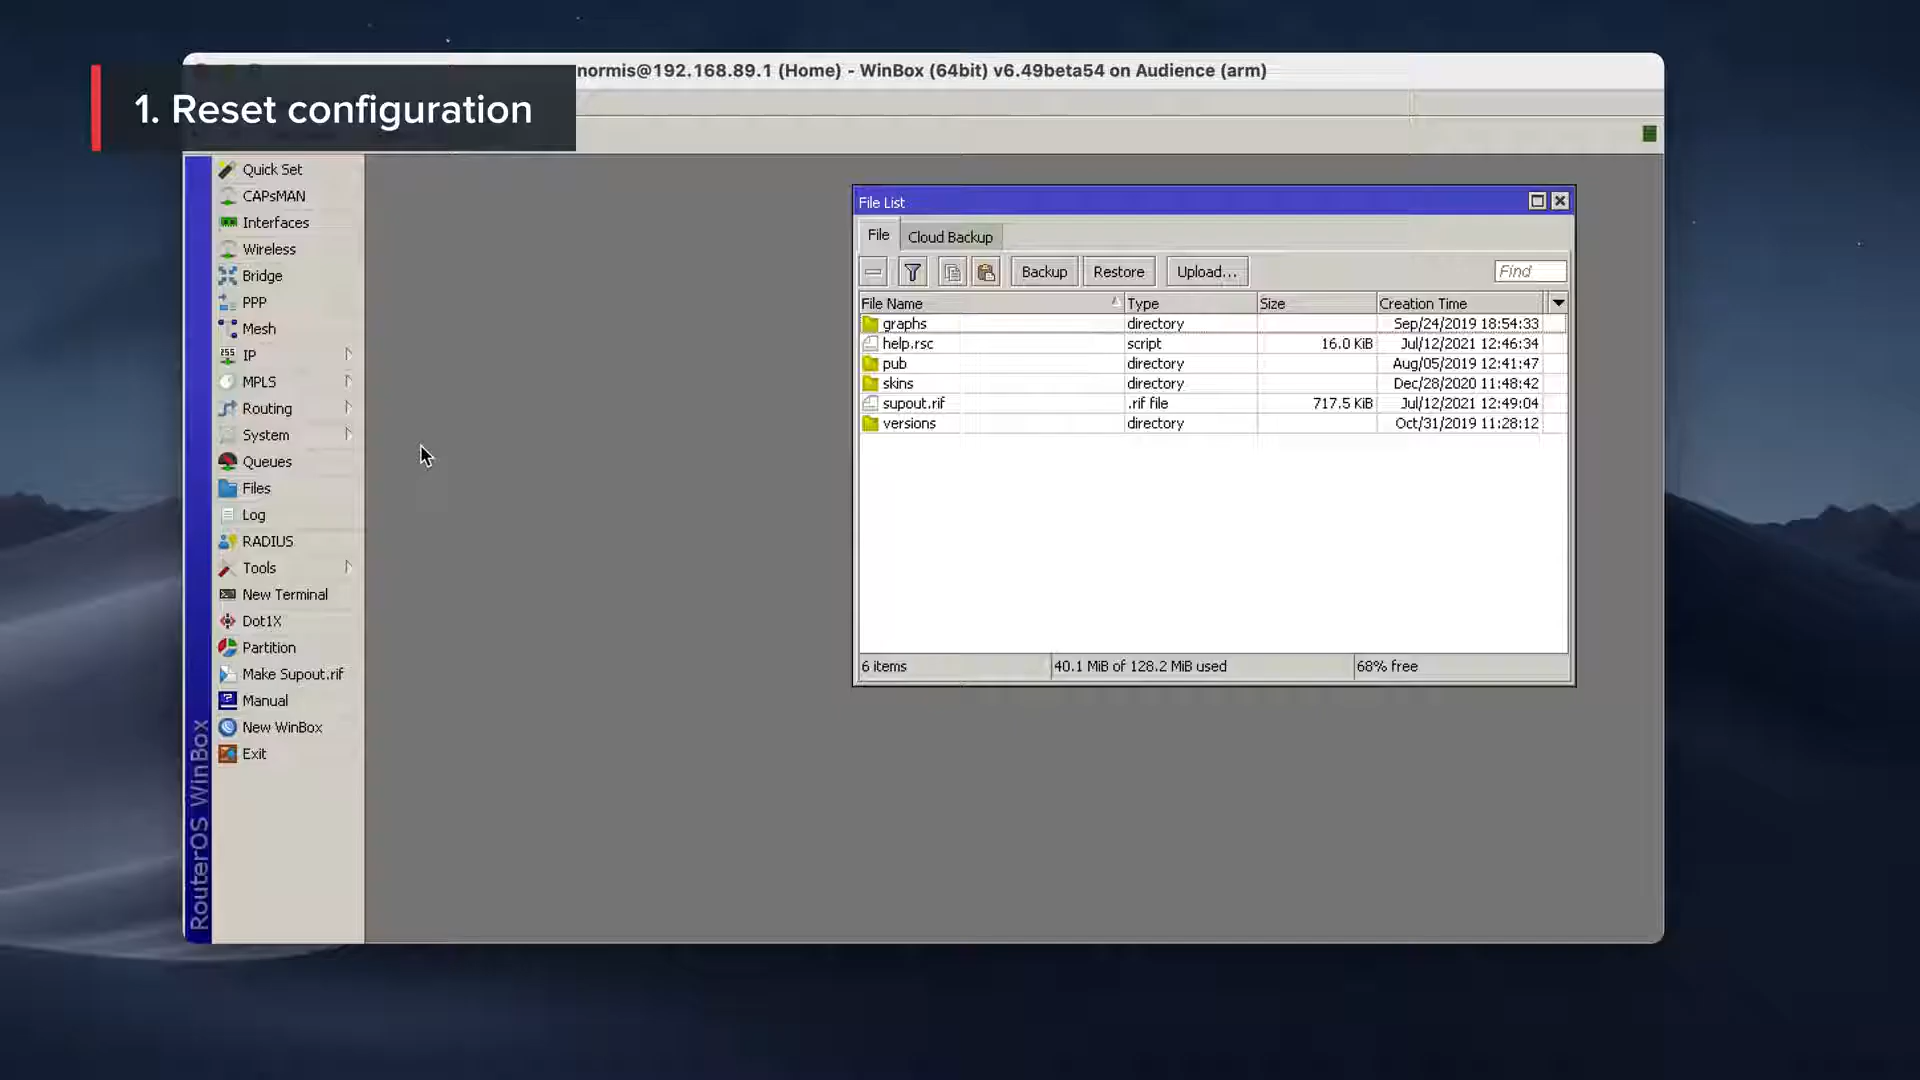 normis@192.168.89.1 (Home) - WinBox (64bit) v6.49beta54 on Audience (arm)
1. Reset configuration
Quick Set
CAPsMAN
Interfaces
Wireless
Bridge
PPP
Mesh
255 IP
MPLS
Routing
System
Queues
Files
Log
RADIUS
Tools
New Terminal
Dot1X
Partition
Make Supout.rif
Manual
New WinBox
Exit
RouterOS WinBox
File List
File Cloud Backup
Backup Restore Upload... Find
File Name Type Size Creation Time
graphs directory Sep/24/2019 18:54:33
help.rsc script 16.0 KiB Jul/12/2021 12:46:34
pub directory Aug/05/2019 12:41:47
skins directory Dec/28/2020 11:48:42
supout.rif .rif file 717.5 KiB Jul/12/2021 12:49:04
versions directory Oct/31/2019 11:28:12
6 items 40.1 MiB of 128.2 MiB used 68% free